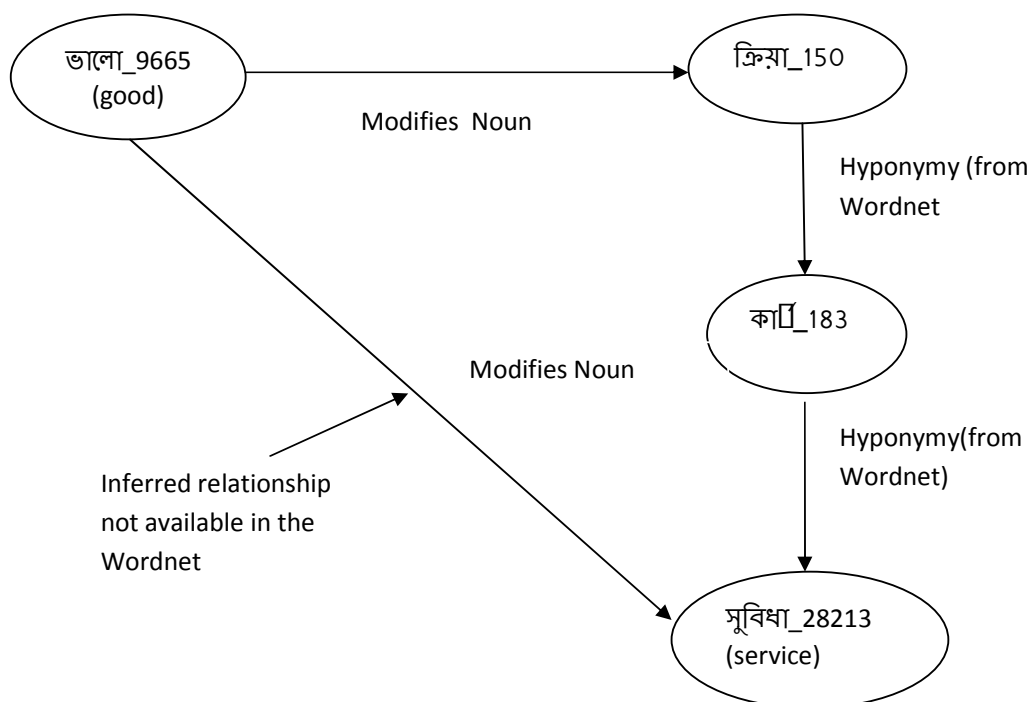 ভালো_9665
(good)
ক্রিয়া_150
Modifies Noun
Hyponymy (from
Wordnet
_183
Modifies Noun
Hyponymy(from
Wordnet)
Inferred relationship
not available in the
Wordnet
সুবিধা_28213
(service)